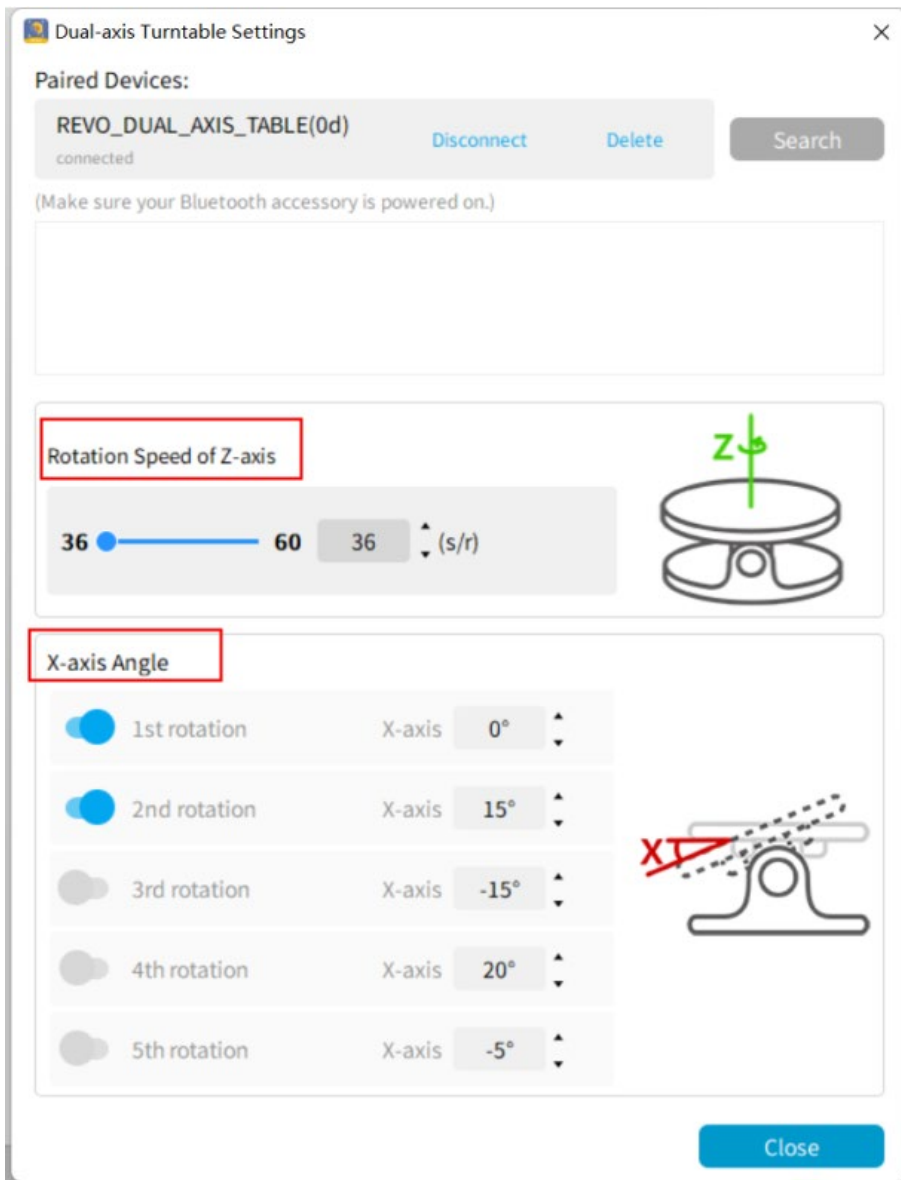 Dual-axis Turntable Settings
Paired Devices:
REVO_DUAL_AXIS_TABLE(0d)
connected
Disconnect
Delete
Search
(Make sure your Bluetooth accessory is powered on.)
Rotation Speed of Z-axis
36 60 36 (s/r)
Z
X-axis Angle
1st rotation X-axis 0°
2nd rotation X-axis 15°
3rd rotation X-axis -15°
4th rotation X-axis 20°
5th rotation X-axis -5°
X
Close